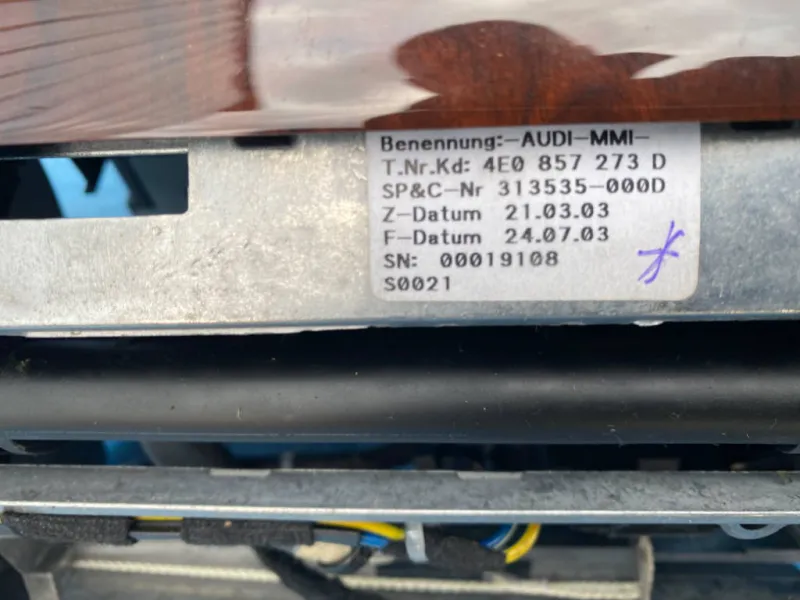 Benennung:-AUDI-MMI-
T.Nr.Kd: 4E0 857 273 D
SP&C-Nr 313535-000D
Z-Datum 21.03.03
F-Datum 24.07.03
SN: 00019108
S0021